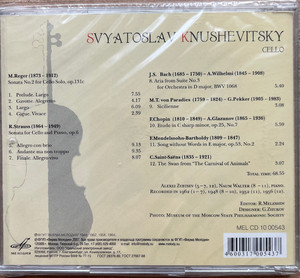 SVYATOSLAV KNUSHEVITSKY
CELLO
M.Reger (1873 – 1912)
Sonata No.2 for Cello Solo, op.131c
1 Prelude. Largo
2 Gavotte. Allegretto
3 Largo
4 Gigue. Vivace
R.Strauss (1864 – 1949)
Sonata for Cello and Piano, op.6
5 Allegro con brio
6 Andante ma non troppo
7 Finale. Allegro vivo
J.S. Bach (1685 – 1750) – A.Wilhelmj (1845 – 1908)
8 Aria from Suite No.3
for Orchestra in D major, BWV 1068
M.T. von Paradies (1759 – 1824) – G.Pekker (1905 – 1983)
9 Sicilienne
F.Chopin (1810 – 1849) – A.Glazunov (1865 – 1936)
10 Etude in C sharp minor, op.25 No.7
F.Mendelssohn-Bartholdy (1809 – 1847)
11 Song without Words in E major, op.53 No.2
C.Saint-Saëns (1835 – 1921)
12 The Swan from "The Carnival of Animals"
Total time: 68.55
Editor: E.Meliksov
Designer: G.Zhukov
Photo: Museum of the Moscow State Philharmonic Society
MEL CD 10 00543
4 600317 005437